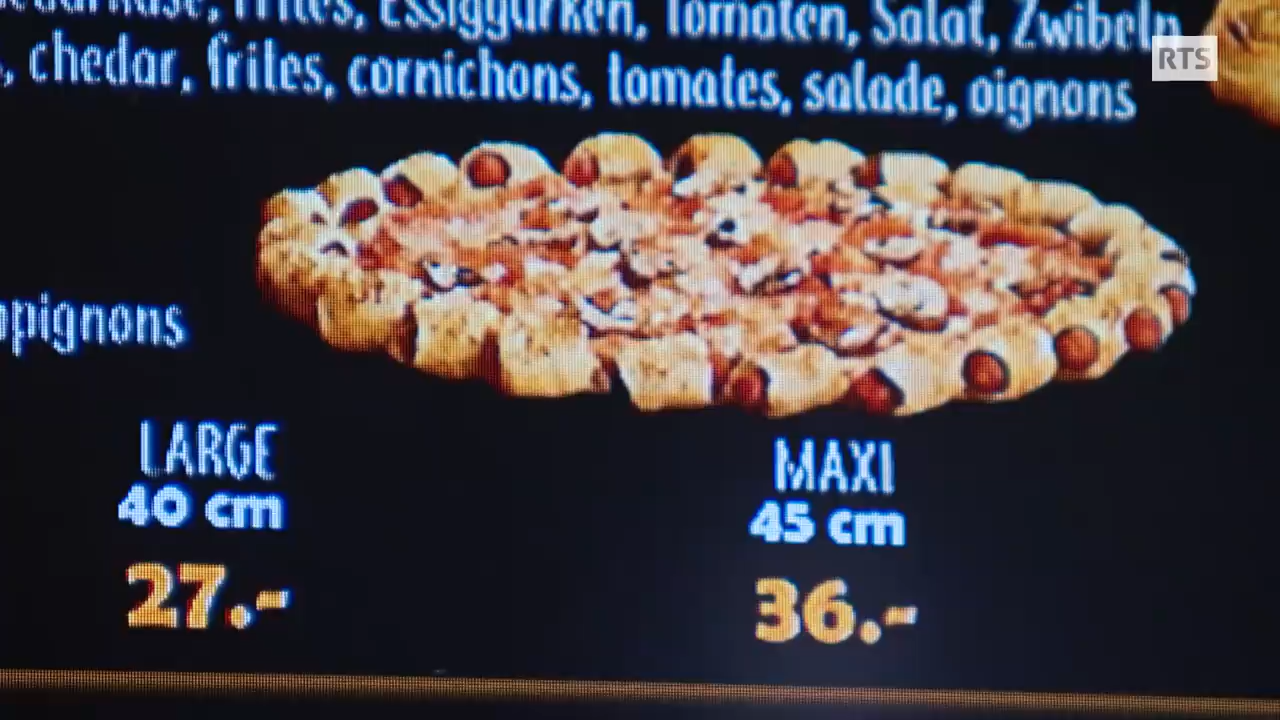 frites, Essiggurken, Tomaten, Salat, Zwibeln
, chedar, frites, cornichons, tomates, salade, oignons
RTS
pignons
LARGE
MAXI
40 cm
45 cm
27.-
36.-